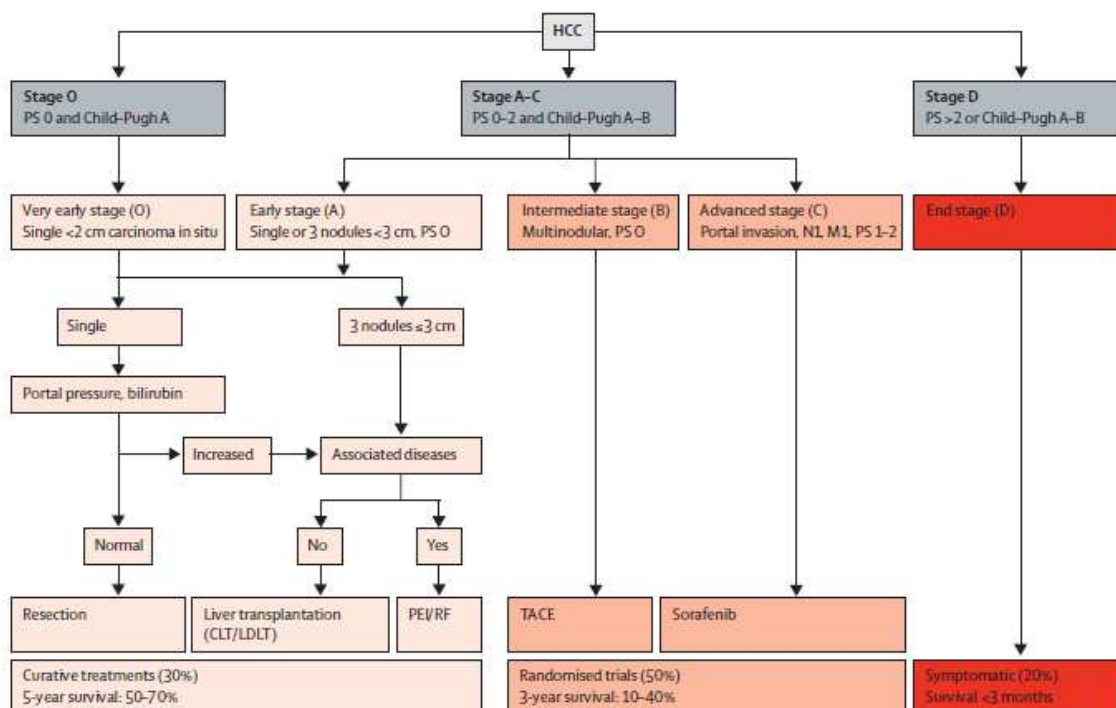 HCC
Stage O
PS 0 and Child–Pugh A
Stage A–C
PS 0–2 and Child–Pugh A–B
Stage D
PS >2 or Child–Pugh A–B
Very early stage (O)
Single <2 cm carcinoma in situ
Early stage (A)
Single or 3 nodules <3 cm, PS 0
Intermediate stage (B)
Multinodular, PS 0
Advanced stage (C)
Portal invasion, N1, M1, PS 1–2
End stage (D)
Single
3 nodules ≤3 cm
Portal pressure, bilirubin
Increased
Associated diseases
Normal
No
Yes
Resection
Liver transplantation
(CLT/LDLT)
PEI/RF
TACE
Sorafenib
Curative treatments (30%)
5-year survival: 50–70%
Randomised trials (50%)
3-year survival: 10–40%
Symptomatic (20%)
Survival <3 months